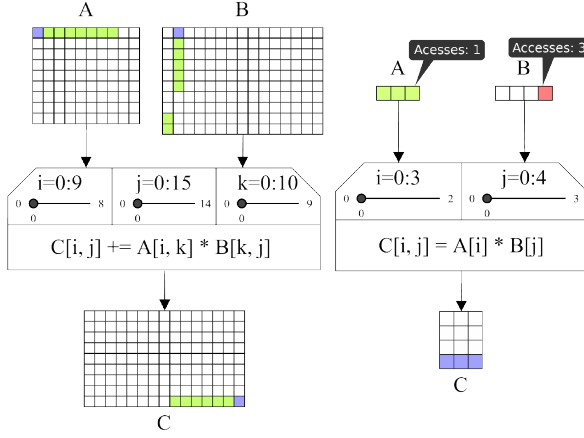 A
B
i=0:9
j=0:15
k=0:10
0
8
0
0
14
0
0
9
0
C[i, j] += A[i, k] * B[k, j]
C
Acesses: 1
Accesses: 3
A
B
i=0:3
j=0:4
0
2
0
0
3
0
C[i, j] = A[i] * B[j]
C